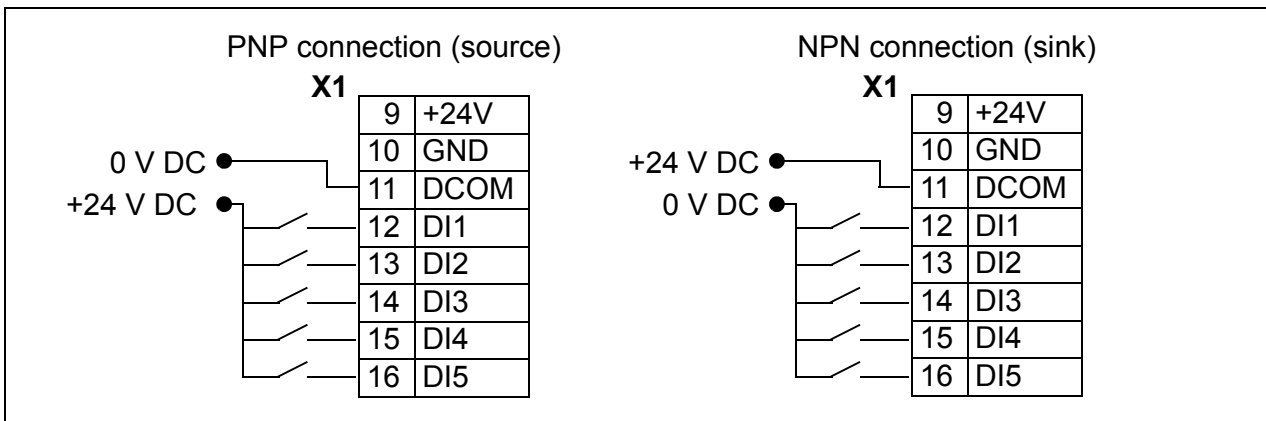 PNP connection (source)
X1
9 +24V
10 GND
0 V DC
11 DCOM
+24 V DC
12 DI1
13 DI2
14 DI3
15 DI4
16 DI5
NPN connection (sink)
X1
9 +24V
10 GND
+24 V DC
11 DCOM
0 V DC
12 DI1
13 DI2
14 DI3
15 DI4
16 DI5